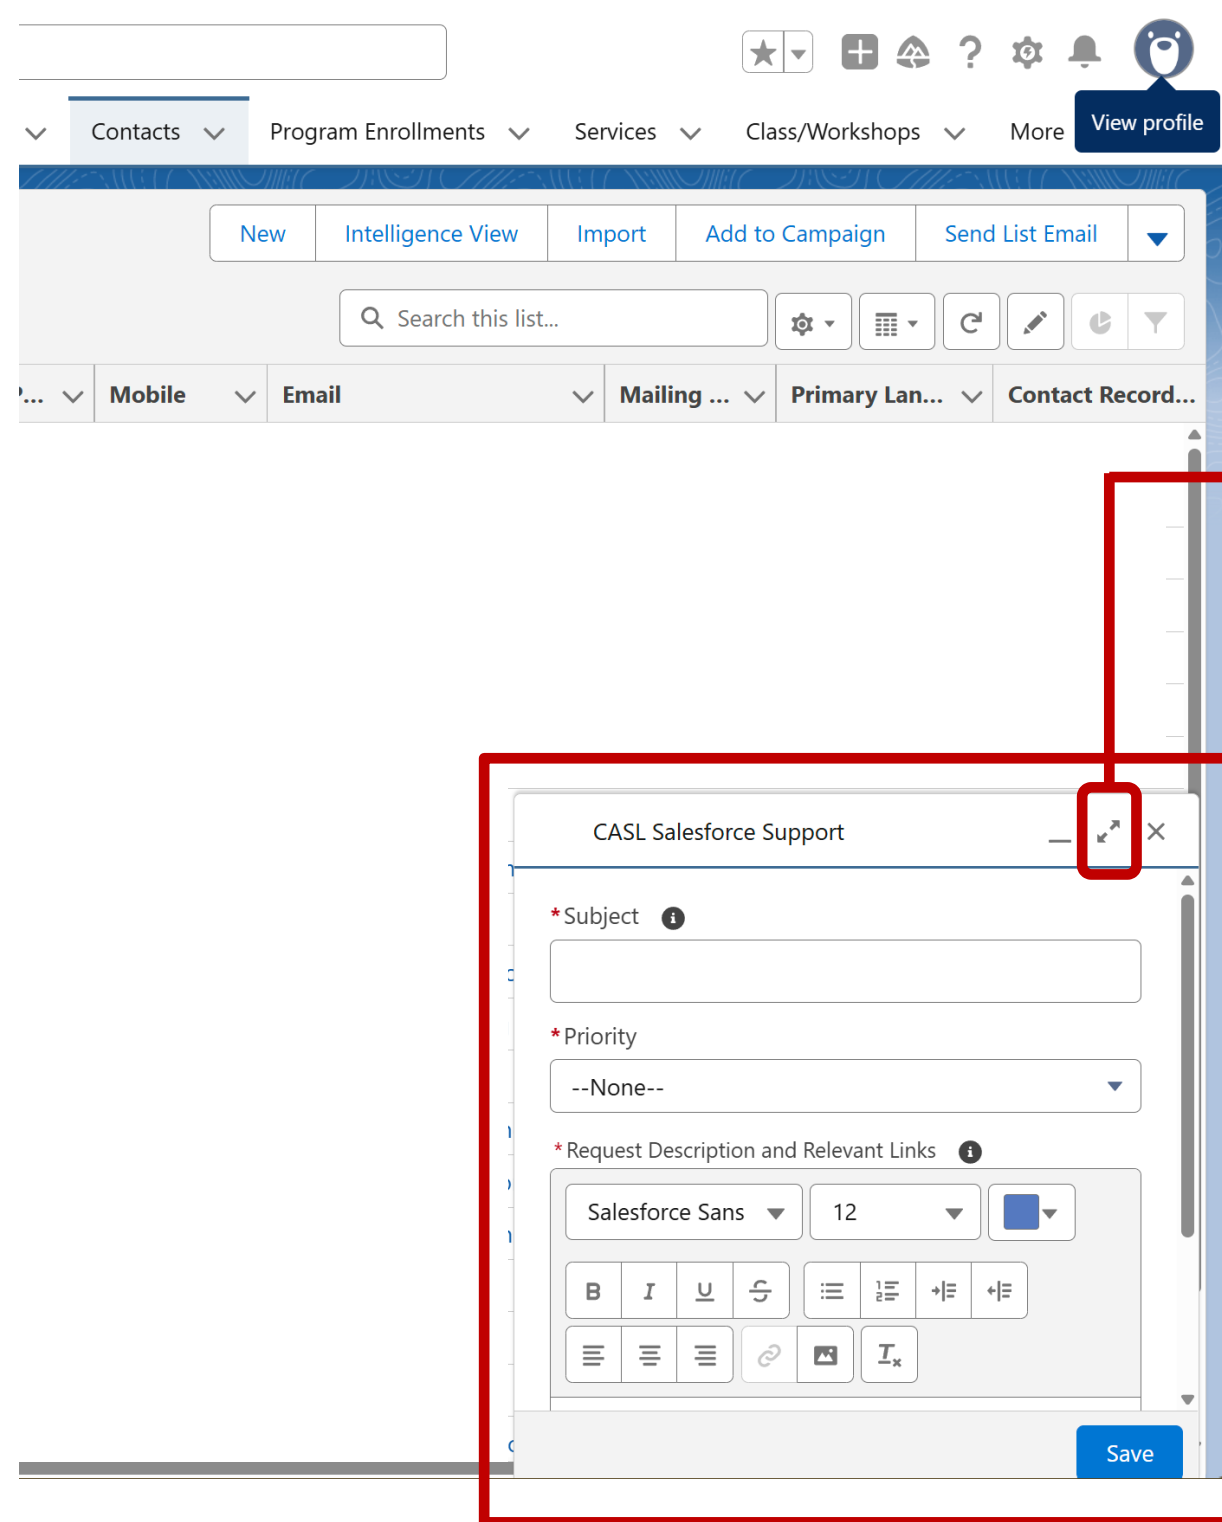 View profile
Contacts Program Enrollments Services Class/Workshops More
New Intelligence View Import Add to Campaign Send List Email
Search this list...
... Mobile Email Mailing ... Primary Lan... Contact Record...
CASL Salesforce Support
*Subject
*Priority
--None--
*Request Description and Relevant Links
Salesforce Sans 12
B I U S
Save